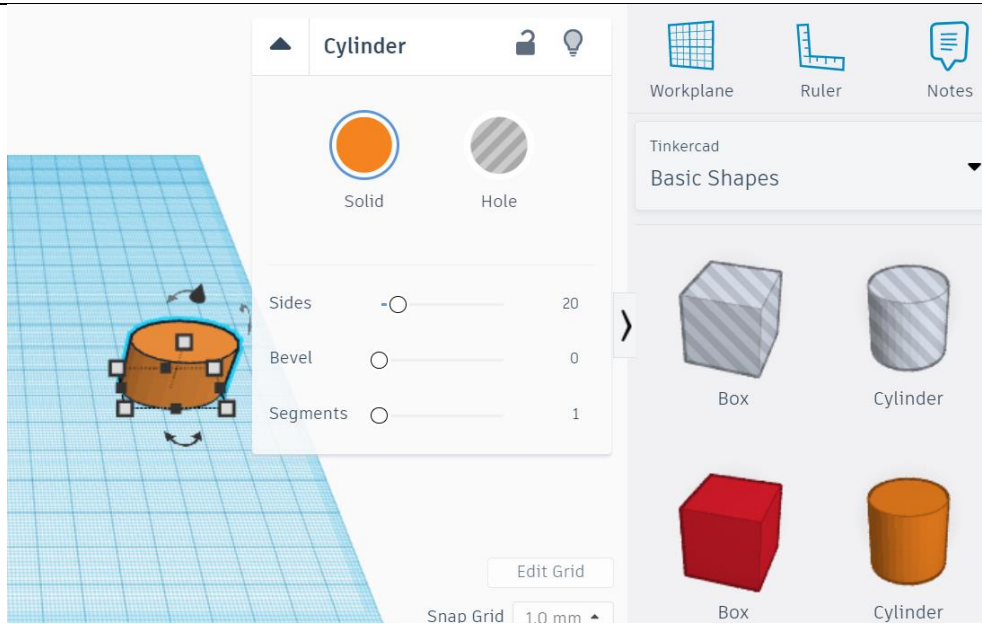 Cylinder
Solid
Hole
Sides 20
Bevel 0
Segments 1
Edit Grid
Snap Grid 1.0 mm
Workplane
Ruler
Notes
Tinkercad
Basic Shapes
Box
Cylinder
Box
Cylinder